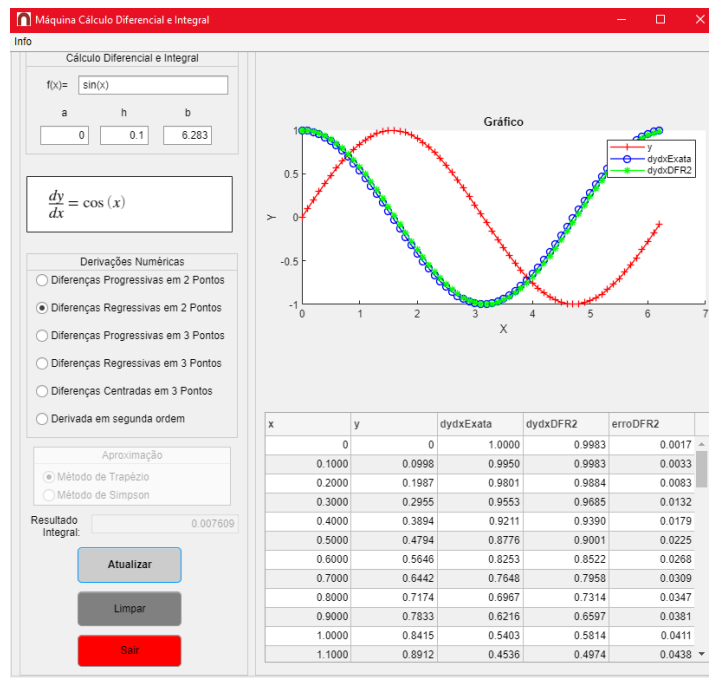 Máquina Cálculo Diferencial e Integral
Info
Cálculo Diferencial e Integral
f(x)= sin(x)
a h b
0 0.1 6.283
dy/dx = cos (x)
Derivações Numéricas
Diferenças Progressivas em 2 Pontos
Diferenças Regressivas em 2 Pontos
Diferenças Progressivas em 3 Pontos
Diferenças Regressivas em 3 Pontos
Diferenças Centradas em 3 Pontos
Derivada em segunda ordem
Aproximação
Método de Trapézio
Método de Simpson
Resultado
Integral:
0.007609
Atualizar
Limpar
Sair
Gráfico
y
dydxExata
dydxDFR2
1
0.5
0
-0.5
-1
Y
0 1 2 3 4 5 6 7
X
x y dydxExata dydxDFR2 erroDFR2
0 0 1.0000 0.9983 0.0017
0.1000 0.0998 0.9950 0.9983 0.0033
0.2000 0.1987 0.9801 0.9884 0.0083
0.3000 0.2955 0.9553 0.9685 0.0132
0.4000 0.3894 0.9211 0.9390 0.0179
0.5000 0.4794 0.8776 0.9001 0.0225
0.6000 0.5646 0.8253 0.8522 0.0268
0.7000 0.6442 0.7648 0.7958 0.0309
0.8000 0.7174 0.6967 0.7314 0.0347
0.9000 0.7833 0.6216 0.6597 0.0381
1.0000 0.8415 0.5403 0.5814 0.0411
1.1000 0.8912 0.4536 0.4974 0.0438